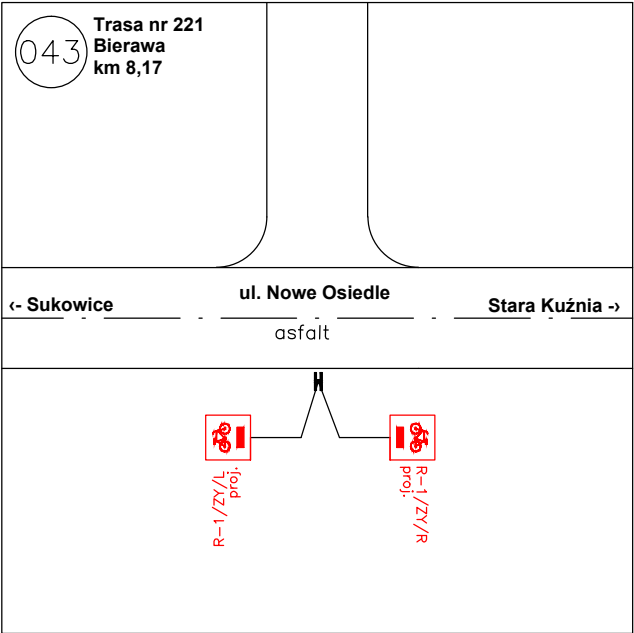 043
Trasa nr 221
Bierawa
km 8,17
ul. Nowe Osiedle
‹- Sukowice
Stara Kuźnia -›
asfalt
R-1/ZY/L
proj.
R-1/ZY/R
proj.